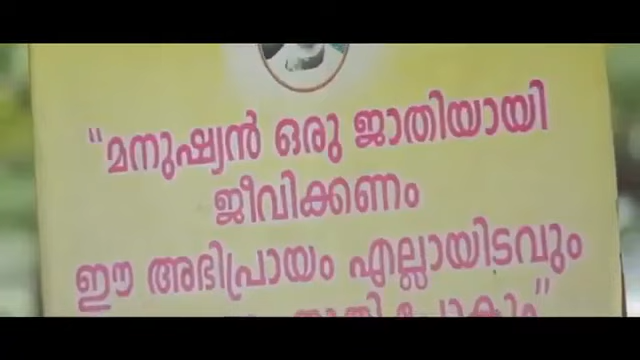 “മനുഷ്യൻ ഒരു ജാതിയായി
ജീവിക്കണം
ഈ അഭിപ്രായം എല്ലായിടവും